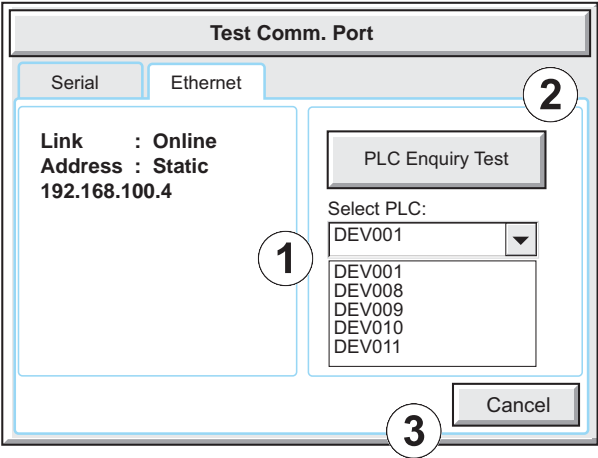 Test Comm. Port
Serial
Ethernet
2
Link : Online
Address : Static
192.168.100.4
PLC Enquiry Test
Select PLC:
DEV001
1
DEV001
DEV008
DEV009
DEV010
DEV011
Cancel
3